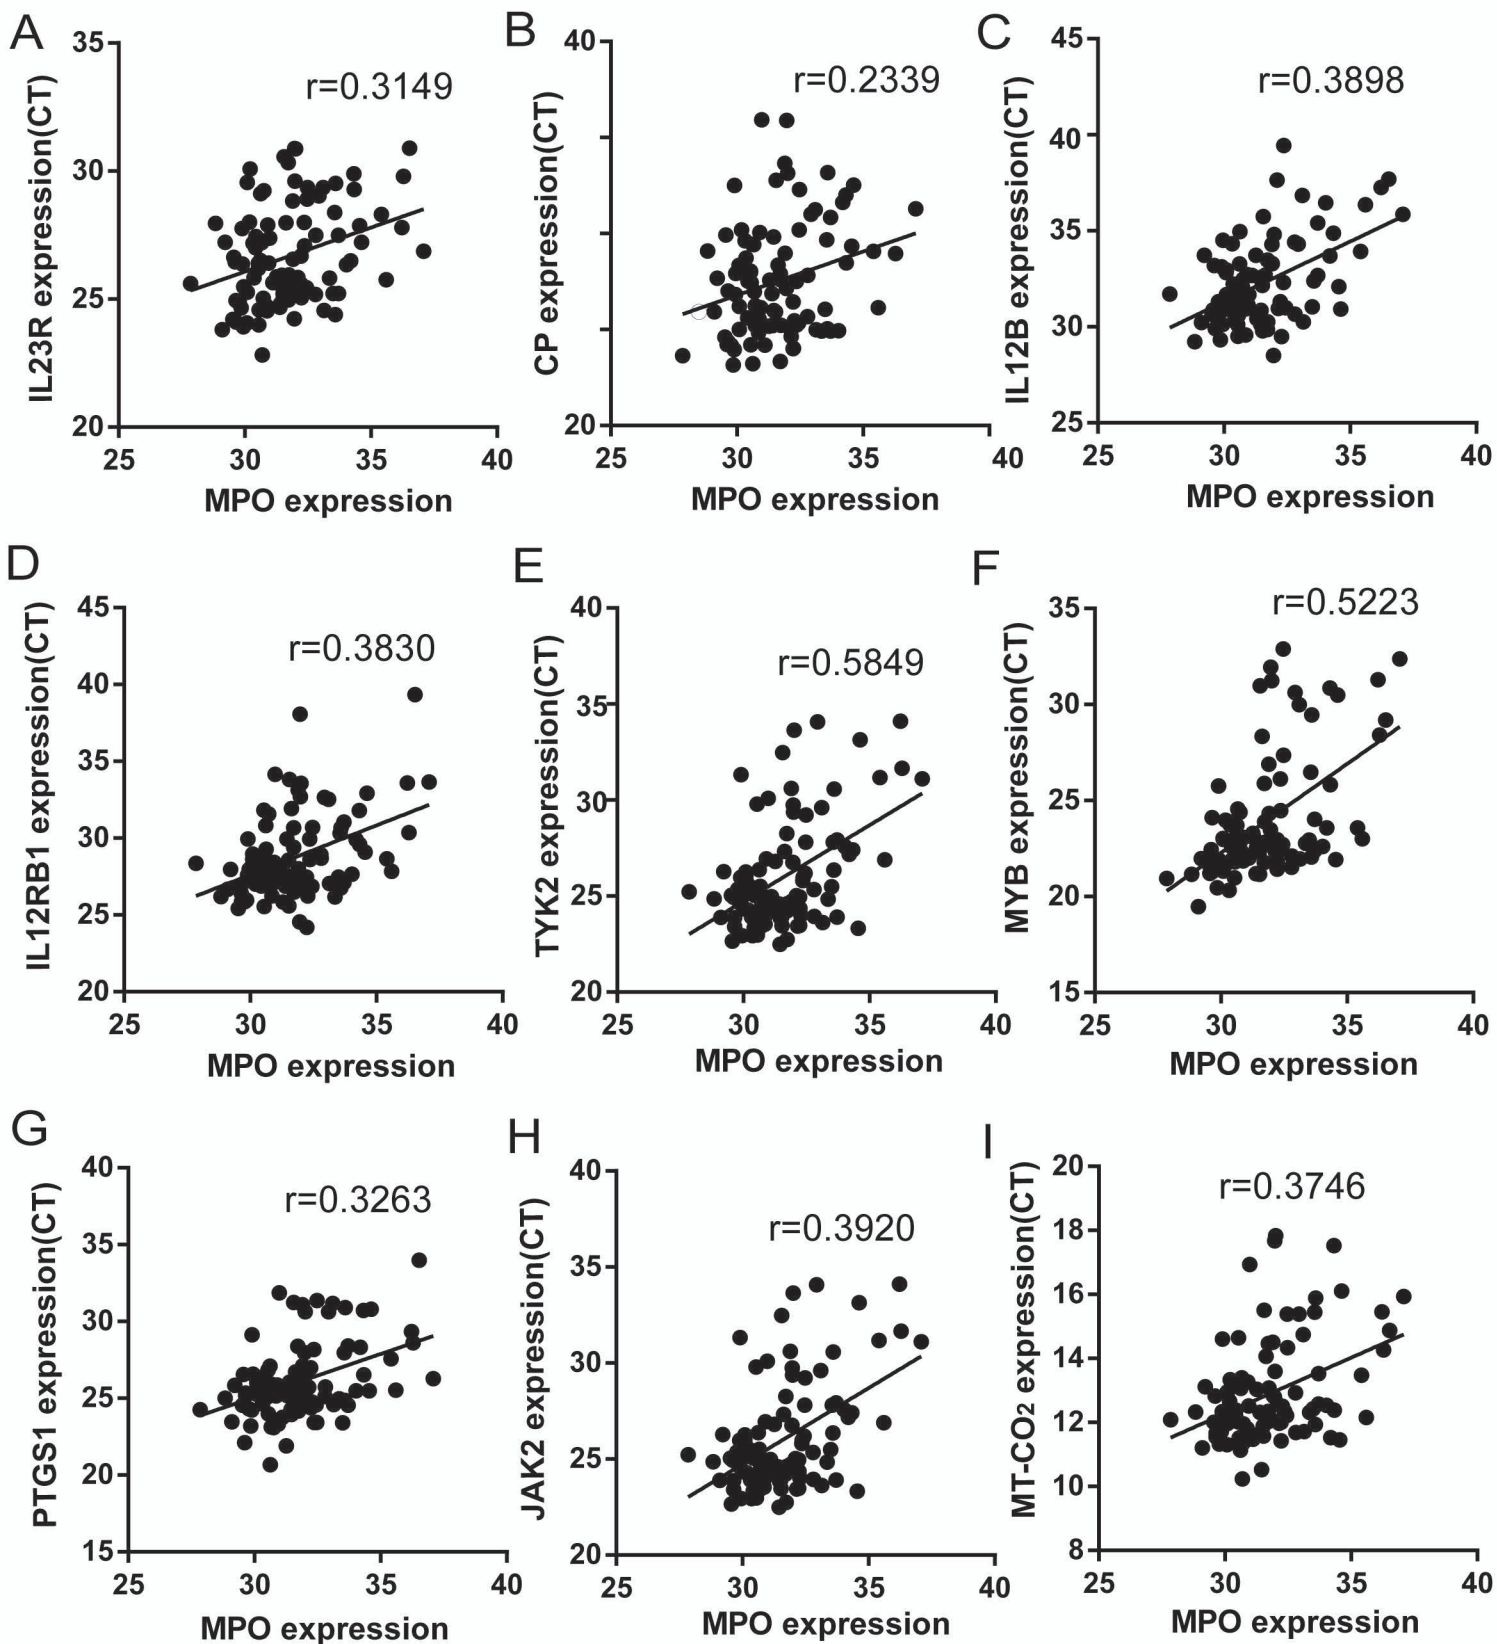 A
35
30
25
20
IL23R expression(CT)
r=0.3149
25 30 35 40
MPO expression
B
40
20
CP expression(CT)
r=0.2339
25 30 35 40
MPO expression
C
45
40
35
30
25
IL12B expression(CT)
r=0.3898
25 30 35 40
MPO expression
D
45
40
35
30
25
20
IL12RB1 expression(CT)
r=0.3830
25 30 35 40
MPO expression
E
40
35
30
25
20
TYK2 expression(CT)
r=0.5849
25 30 35 40
MPO expression
F
35
30
25
20
15
MYB expression(CT)
r=0.5223
25 30 35 40
MPO expression
G
40
35
30
25
20
15
PTGS1 expression(CT)
r=0.3263
25 30 35 40
MPO expression
H
40
35
30
25
20
JAK2 expression(CT)
r=0.3920
25 30 35 40
MPO expression
I
20
18
16
14
12
10
8
MT-CO2 expression(CT)
r=0.3746
25 30 35 40
MPO expression